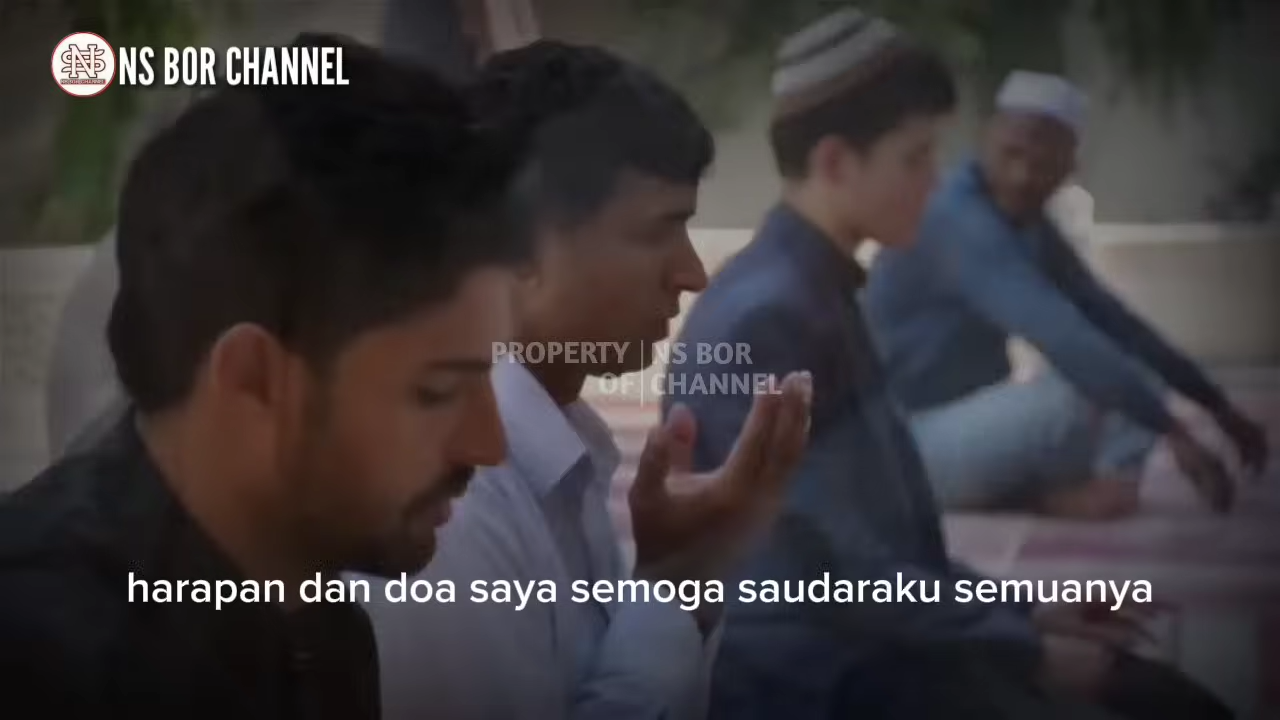 NS BOR CHANNEL
PROPERTY OF | NS BOR CHANNEL
harapan dan doa saya semoga saudaraku semuanya